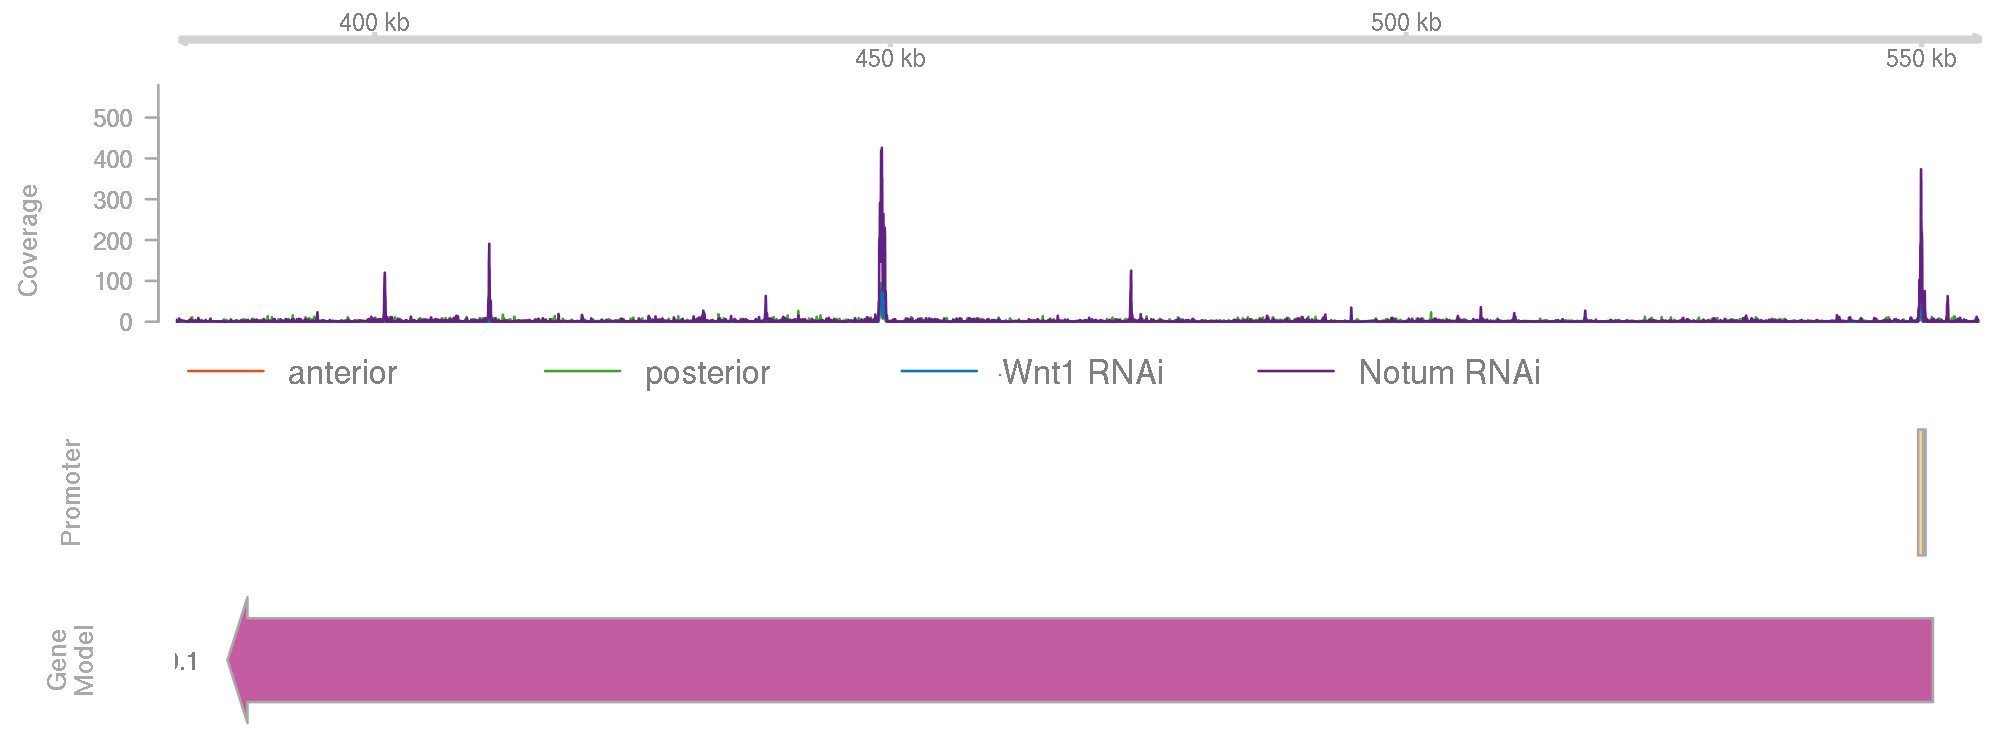 400 kb
500 kb
450 kb
550 kb
Coverage
500
400
300
200
100
0
anterior
posterior
Wnt1 RNAi
Notum RNAi
Promoter
Gene
Model
.1